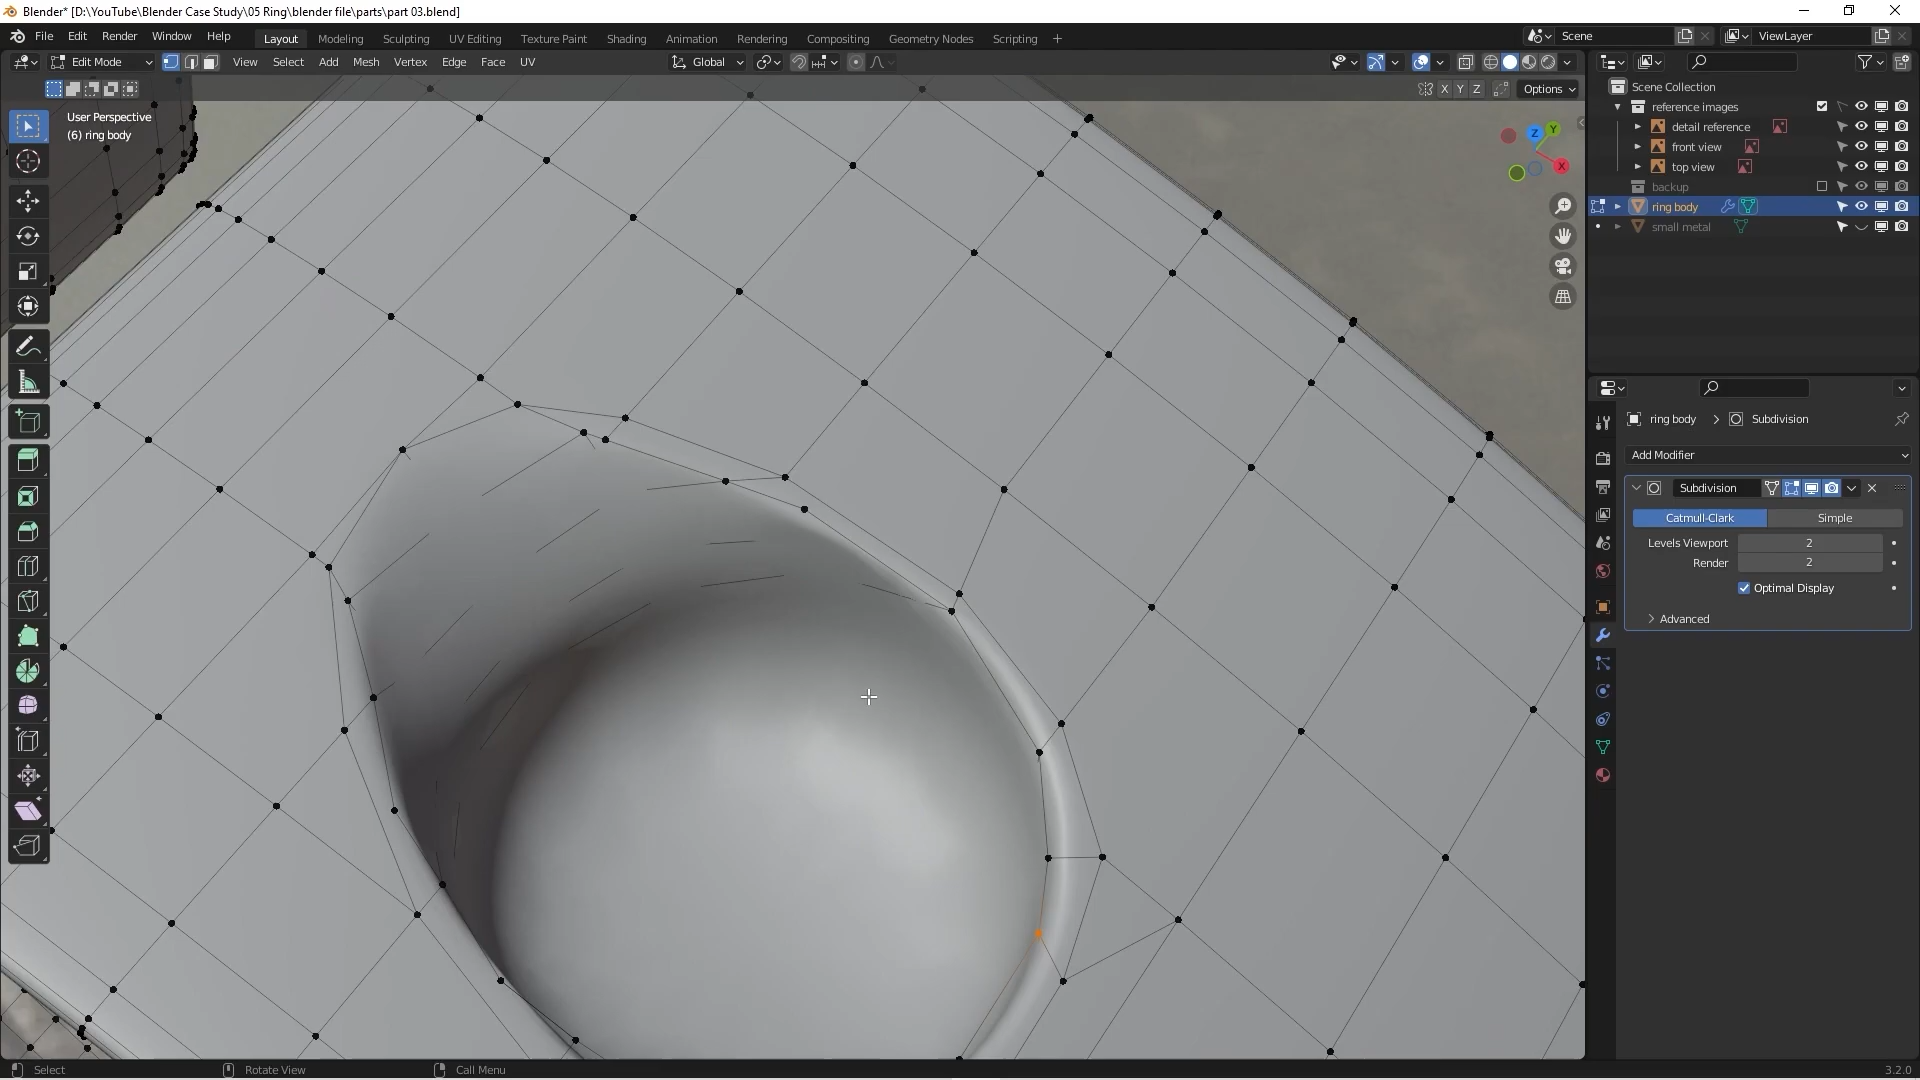 Blender* [D:\YouTube\Blender Case Study\05 Ring\blender file\parts\part 03.blend]
File Edit Render Window Help Layout Modeling Sculpting UV Editing Texture Paint Shading Animation Rendering Compositing Geometry Nodes Scripting + Scene ViewLayer
Edit Mode View Select Add Mesh Vertex Edge Face UV Global
X Y Z Options
User Perspective
(6) ring body
Z Y X
Scene Collection
reference images
detail reference
front view
top view
backup
ring body
small metal
ring body > Subdivision
Add Modifier
Subdivision
Catmull-Clark Simple
Levels Viewport 2
Render 2
Optimal Display
Advanced
Select Rotate View Call Menu 3.2.0